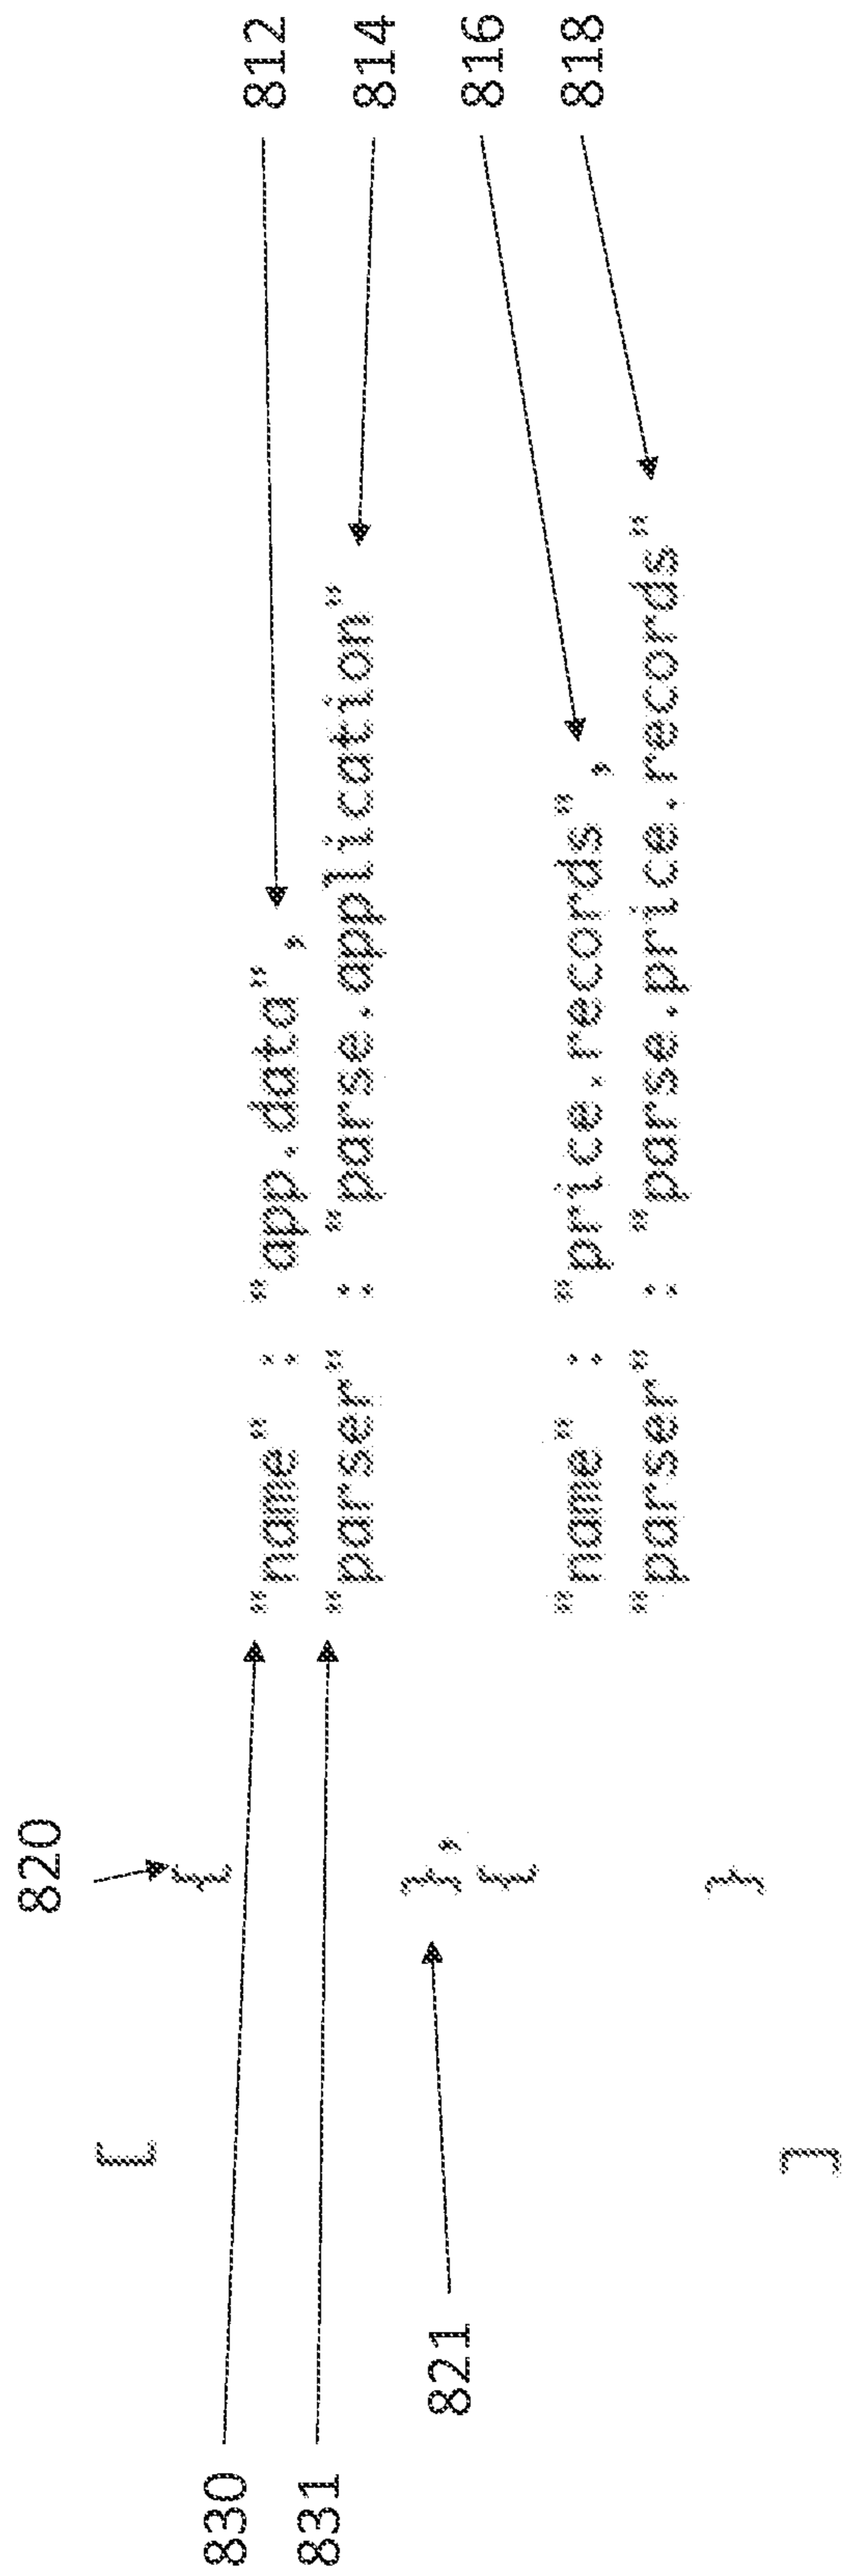 820
[
{
830 "name" : "app.data", 812
831 "parser" : "parse.application" 814
821 },
{
"name" : "price.records", 816
"parser" : "parse.price.records" 818
}
]